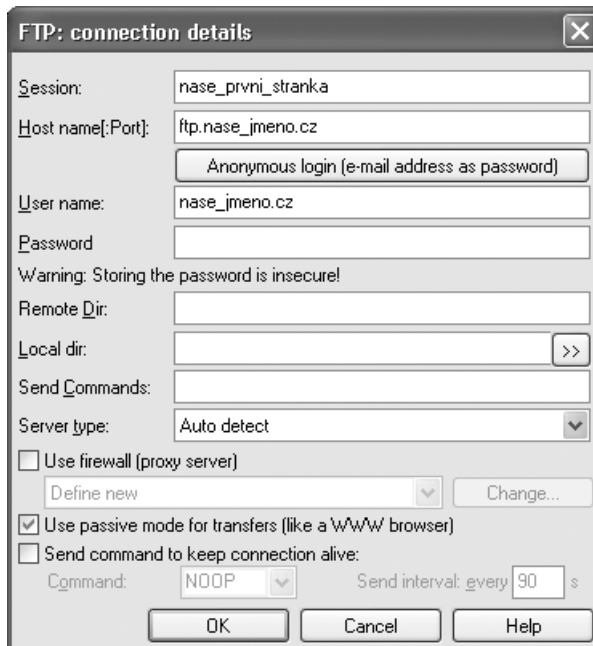 FTP: connection details
Session: nase_prvni_stranka
Host name[:Port]: ftp.nase_jmeno.cz
Anonymous login (e-mail address as password)
User name: nase_jmeno.cz
Password
Warning: Storing the password is insecure!
Remote Dir:
Local dir: >>
Send Commands:
Server type: Auto detect
Use firewall (proxy server)
Define new Change...
Use passive mode for transfers (like a WWW browser)
Send command to keep connection alive:
Command: NOOP Send interval: every 90 s
OK Cancel Help